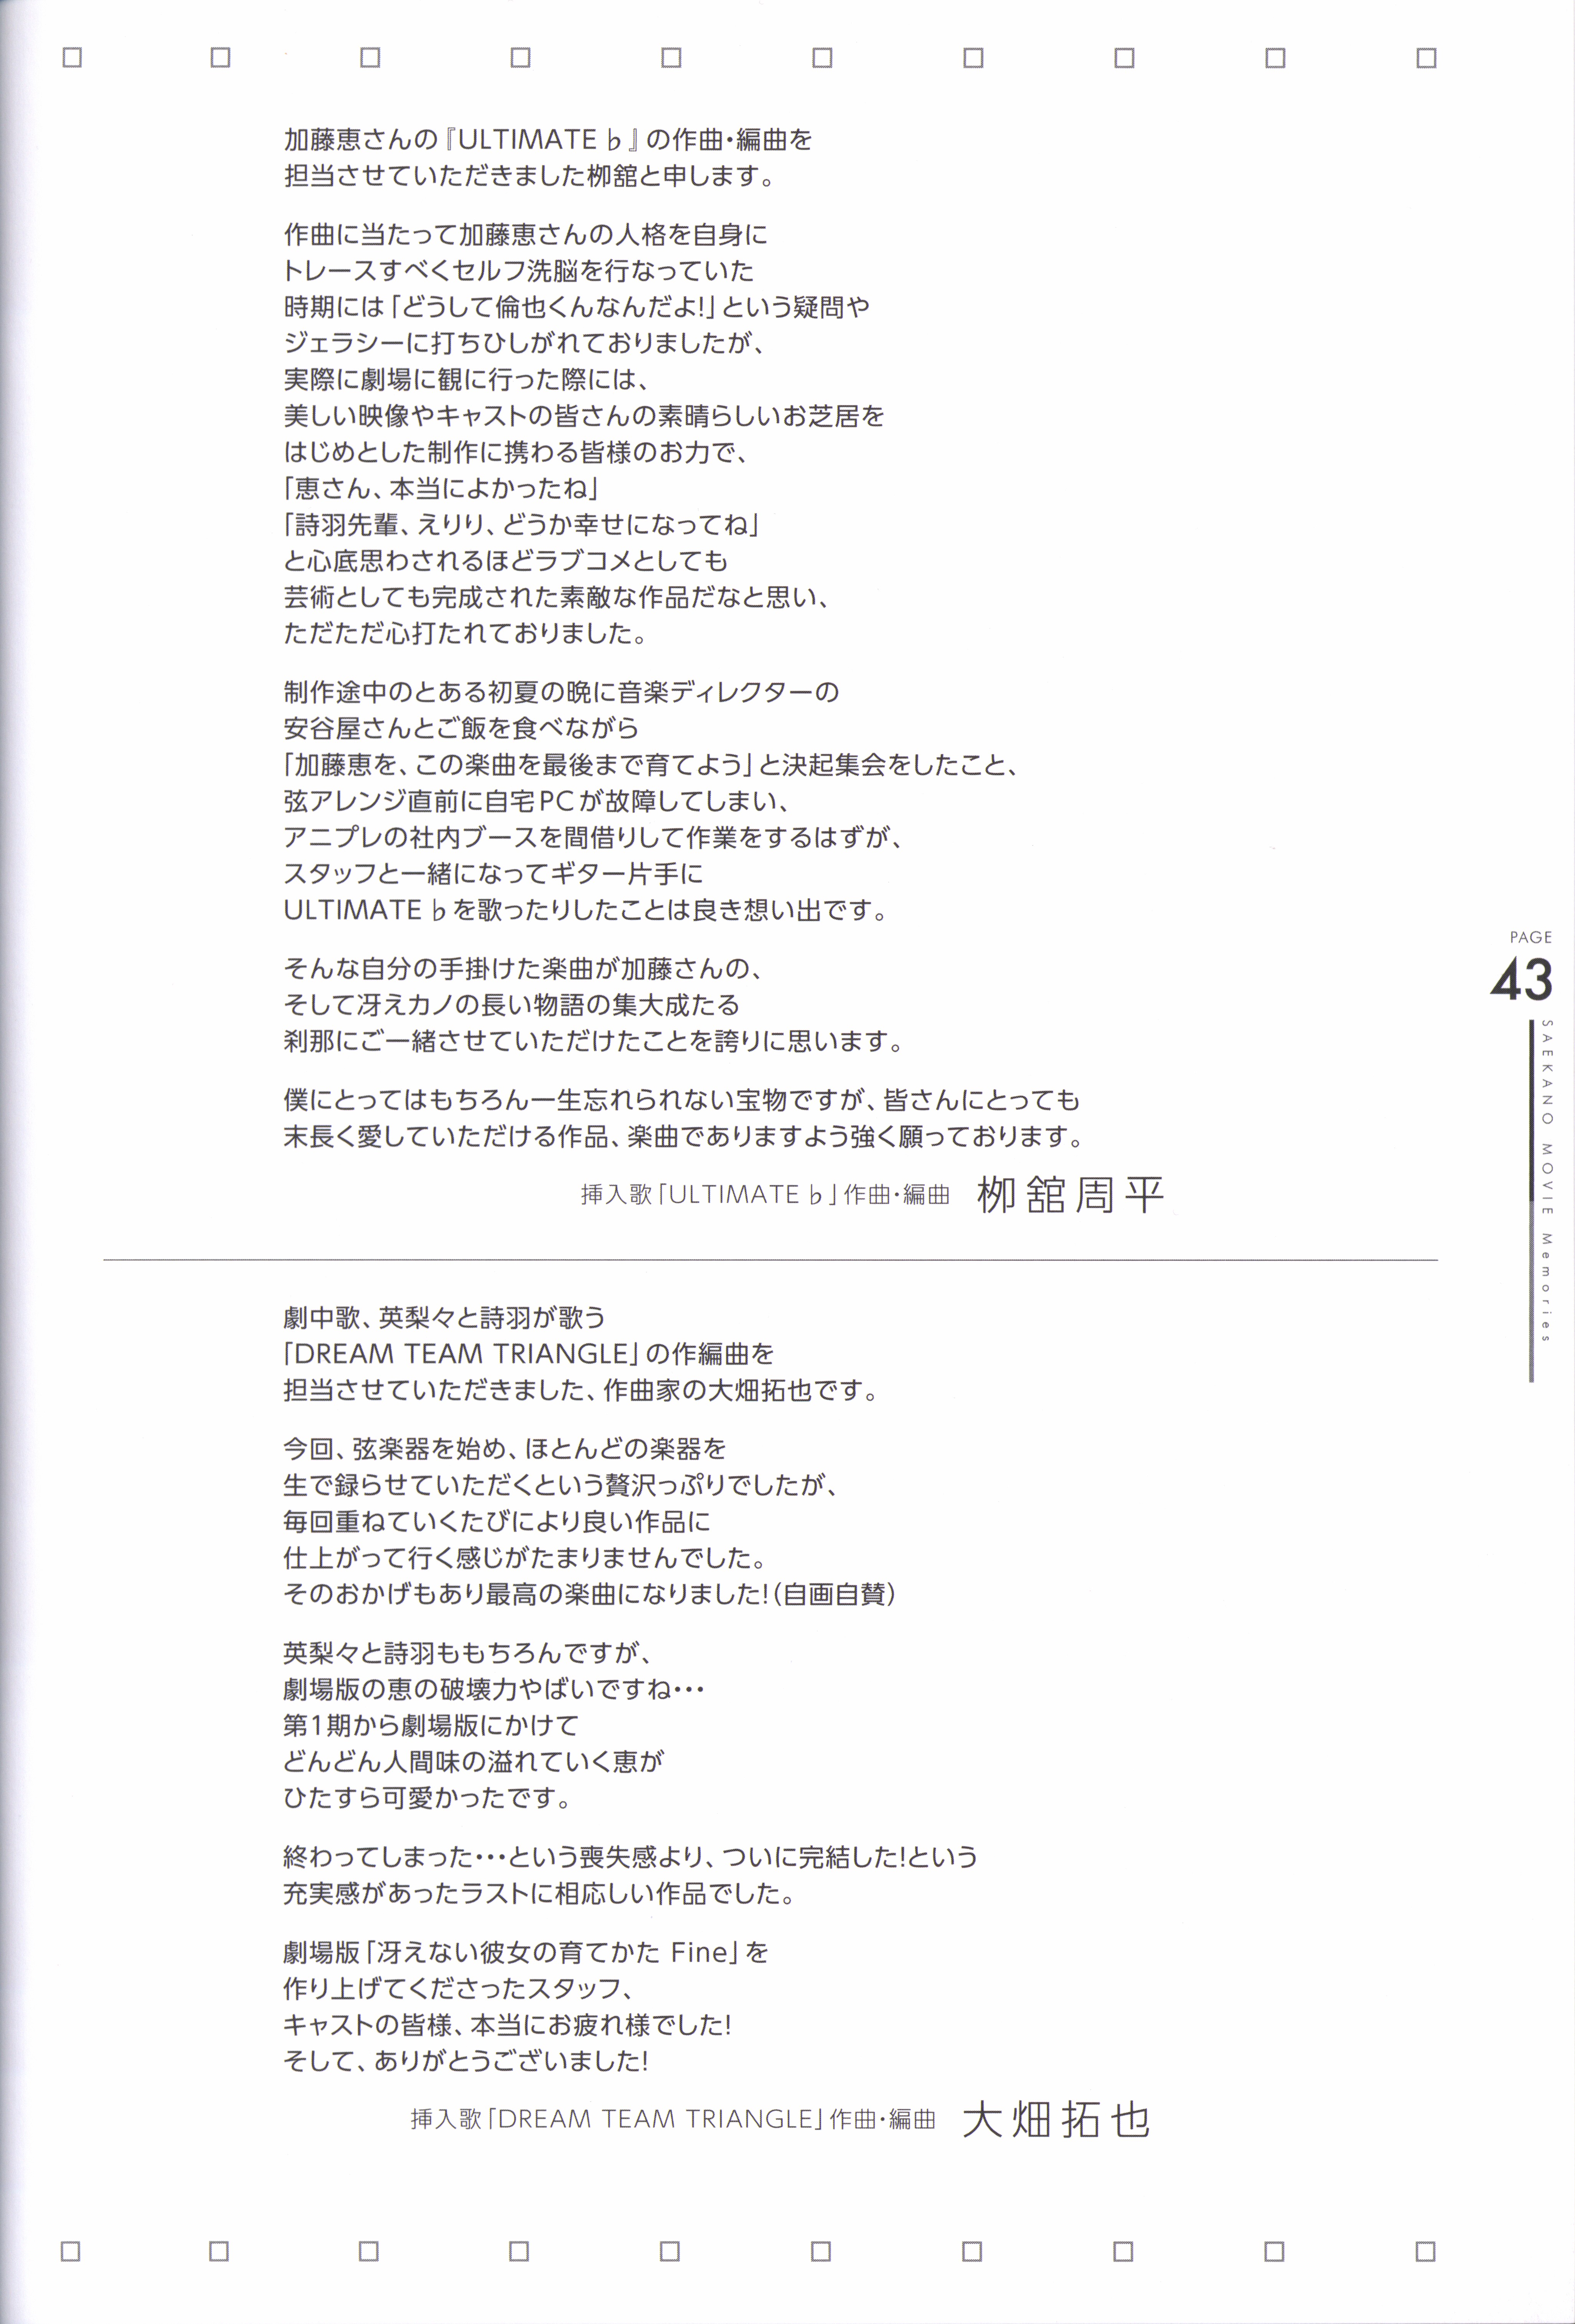 加藤恵さんの『ULTIMATE♭』の作曲・編曲を
担当させていただきました栁舘と申します。
作曲に当たって加藤恵さんの人格を自身に
トレースすべくセルフ洗脳を行なっていた
時期には「どうして倫也くんなんだよ!」という疑問や
ジェラシーに打ちひしがれておりましたが、
実際に劇場に観に行った際には、
美しい映像やキャストの皆さんの素晴らしいお芝居を
はじめとした制作に携わる皆様のお力で、
「恵さん、本当によかったね」
「詩羽先輩、えりり、どうか幸せになってね」
と心底思わされるほどラブコメとしても
芸術としても完成された素敵な作品だなと思い、
ただただ心打たれておりました。
制作途中のとある初夏の晩に音楽ディレクターの
安谷屋さんとご飯を食べながら
「加藤恵を、この楽曲を最後まで育てよう」と決起集会をしたこと、
弦アレンジ直前に自宅PCが故障してしまい、
アニプレの社内ブースを間借りして作業をするはずが、
スタッフと一緒になってギター片手に
ULTIMATE♭を歌ったりしたことは良き想い出です。
そんな自分の手掛けた楽曲が加藤さんの、
そして冴えカノの長い物語の集大成たる
刹那にご一緒させていただけたことを誇りに思います。
僕にとってはもちろん一生忘れられない宝物ですが、皆さんにとっても
末長く愛していただける作品、楽曲でありますよう強く願っております。
挿入歌「ULTIMATE♭」作曲・編曲 栁舘周平
劇中歌、英梨々と詩羽が歌う
「DREAM TEAM TRIANGLE」の作編曲を
担当させていただきました、作曲家の大畑拓也です。
今回、弦楽器を始め、ほとんどの楽器を
生で録らせていただくという贅沢っぷりでしたが、
毎回重ねていくたびにより良い作品に
仕上がって行く感じがたまりませんでした。
そのおかげもあり最高の楽曲になりました!(自画自賛)
英梨々と詩羽ももちろんですが、
劇場版の恵の破壊力やばいですね・・・
第1期から劇場版にかけて
どんどん人間味の溢れていく恵が
ひたすら可愛かったです。
終わってしまった・・・という喪失感より、ついに完結した!という
充実感があったラストに相応しい作品でした。
劇場版「冴えない彼女の育てかた Fine」を
作り上げてくださったスタッフ、
キャストの皆様、本当にお疲れ様でした!
そして、ありがとうございました!
挿入歌「DREAM TEAM TRIANGLE」作曲・編曲 大畑拓也
PAGE
43
SAEKANO MOVIE Memories